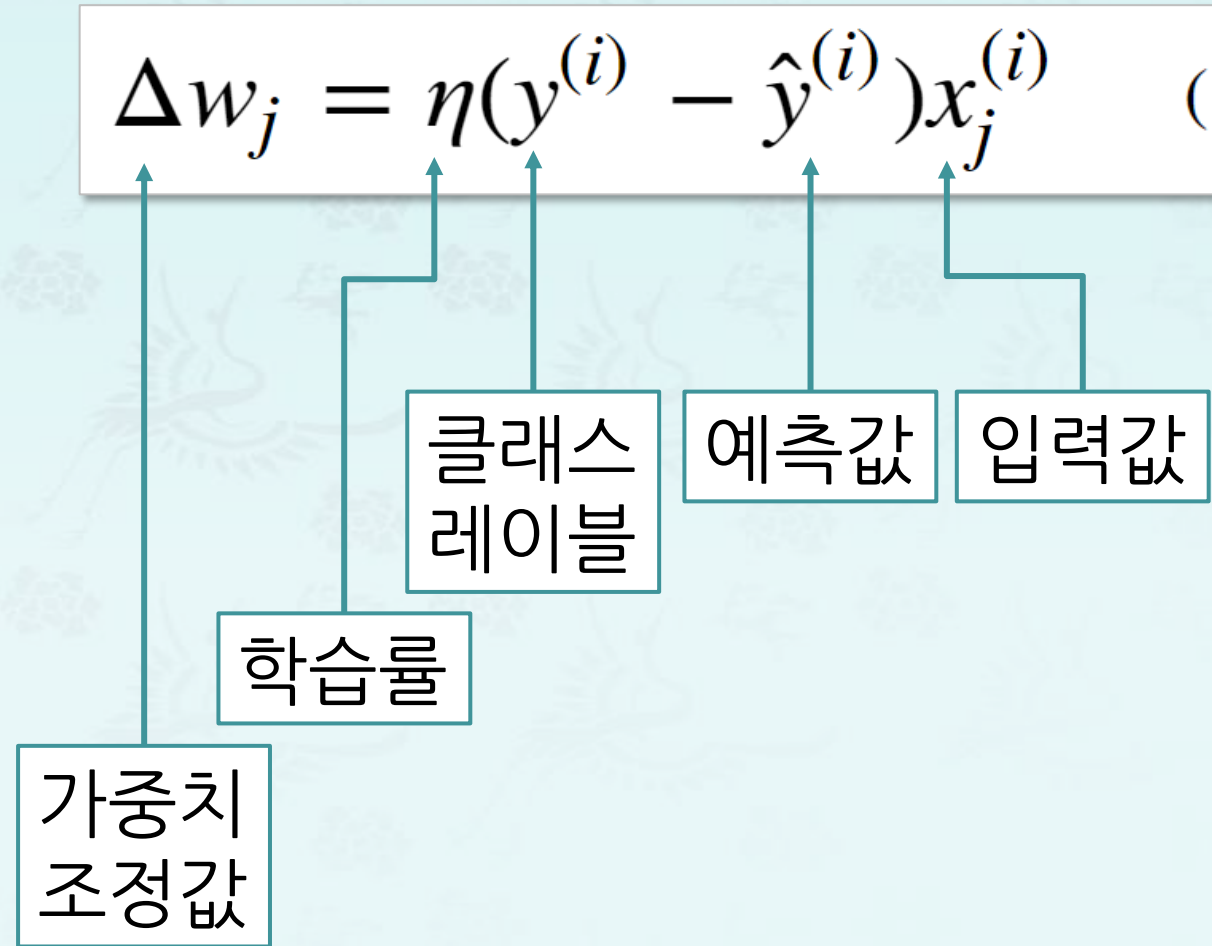 Δw_j = η(y^(i) − ŷ^(i))x_j^(i) (
클래스
레이블
예측값
입력값
학습률
가중치
조정값